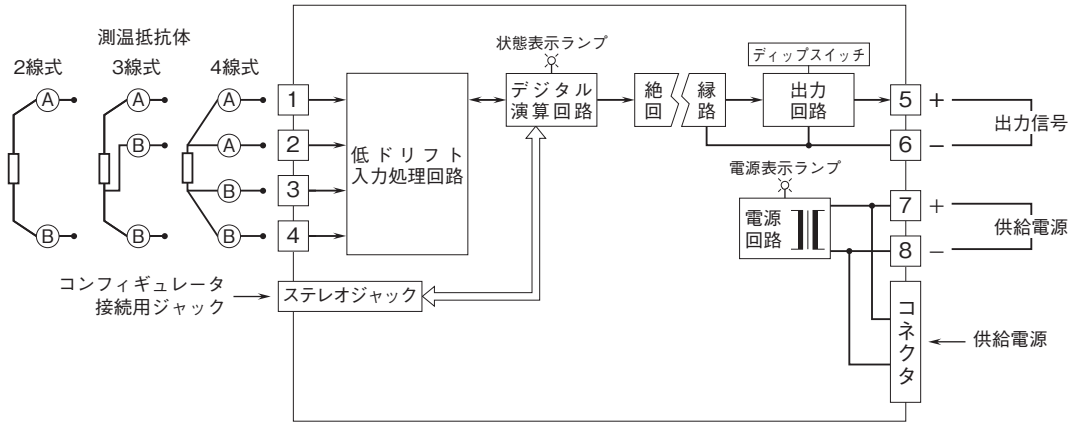 測温抵抗体
2線式
3線式
4線式
A
B
A
B
B
A
A
B
B
1
2
3
4
低ドリフト
入力処理回路
状態表示ランプ
デジタル
演算回路
絶縁
回路
ディップスイッチ
出力
回路
5
+
6
−
出力信号
電源表示ランプ
電源
回路
7
+
8
−
供給電源
コンフィギュレータ
接続用ジャック
ステレオジャック
コネクタ
供給電源